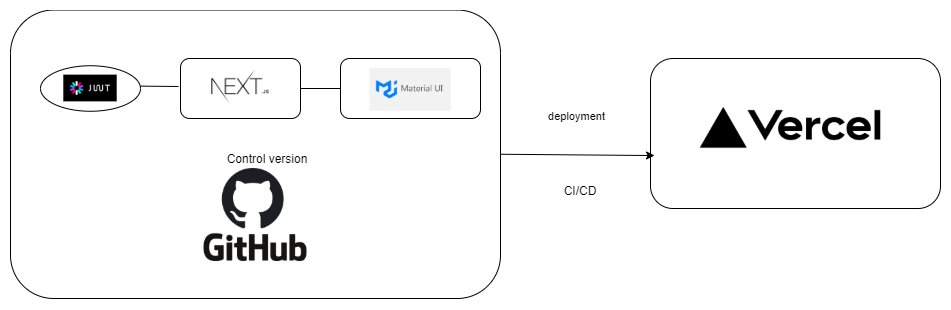 JWT
NEXT.JS
Material UI
Control version
GitHub
deployment
CI/CD
Vercel